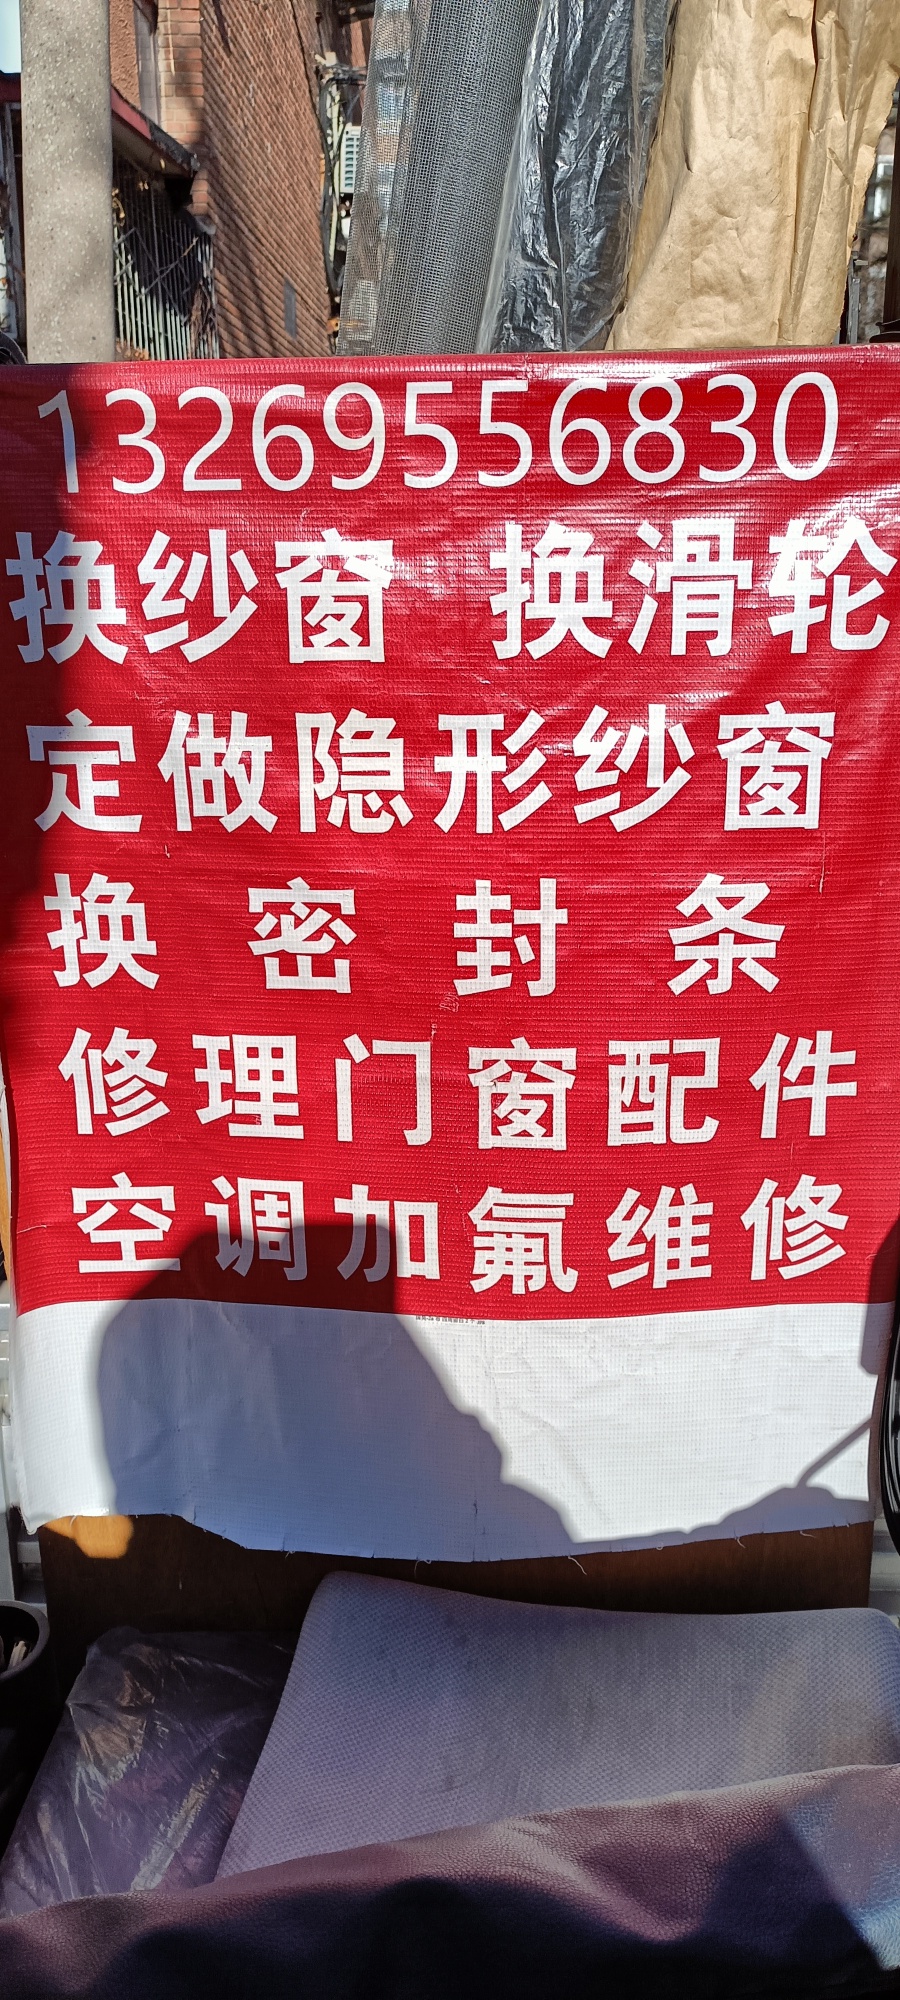 13269556830
换纱窗 换滑轮
定做隐形纱窗
换密封条
修理门窗配件
空调加氟维修